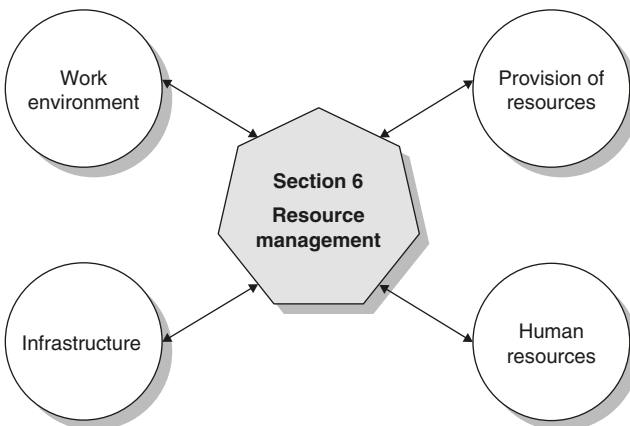 Work
environment
Provision of
resources
Section 6
Resource
management
Infrastructure
Human
resources